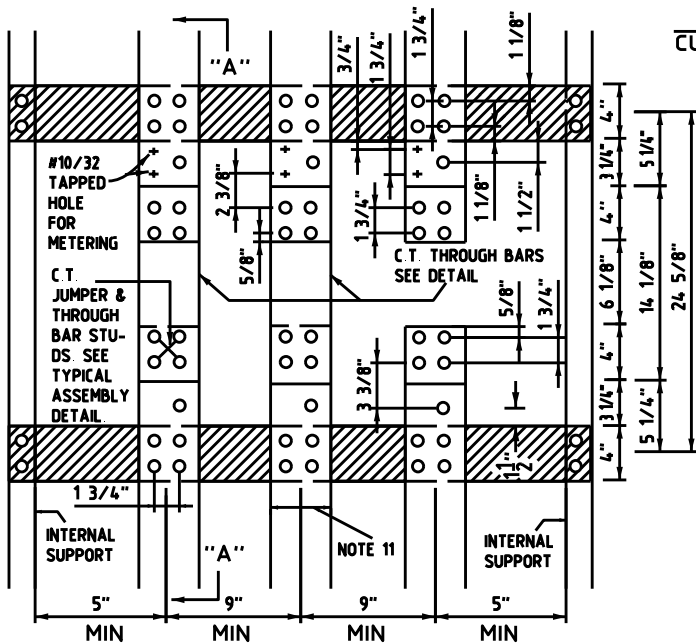 "A"
3/4"
1 3/4"
1 3/4"
1 1/8"
#10/32
TAPPED
HOLE
FOR
METERING
2 3/8"
5/8"
1 3/4"
1 1/8"
1 1/2"
4"
3 1/4"
5 1/4"
4"
6 1/8"
14 1/8"
24 5/8"
4"
3 1/4"
5 1/4"
4"
C.T. THROUGH BARS
SEE DETAIL
C.T.
JUMPER &
THROUGH
BAR STU-
DS. SEE
TYPICAL
ASSEMBLY
DETAIL.
5/8"
1 3/4"
3 3/8"
1 3/4"
INTERNAL
SUPPORT
"A"
NOTE 11
INTERNAL
SUPPORT
5" 9" 9" 5"
MIN MIN MIN MIN